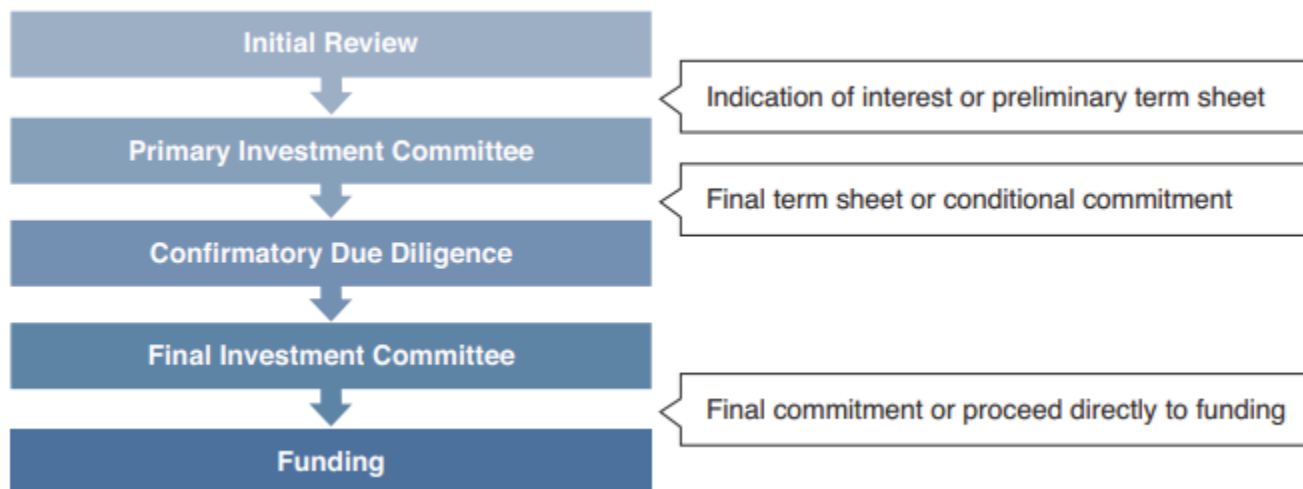 Initial Review
Indication of interest or preliminary term sheet
Primary Investment Committee
Final term sheet or conditional commitment
Confirmatory Due Diligence
Final Investment Committee
Final commitment or proceed directly to funding
Funding